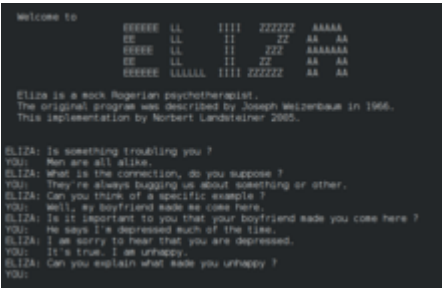 Welcome to
EEEEEE LL IIII ZZZZZZ AAAAA
EE LL II ZZ AA AA
EEEEE LL II ZZZ AAAAAAA
EE LL II ZZ AA AA
EEEEEE LLLLLL IIII ZZZZZZ AA AA
Eliza is a mock Rogerian psychotherapist.
The original program was described by Joseph Weizenbaum in 1966.
This implementation by Norbert Landsteiner 2005.
ELIZA: Is something troubling you ?
YOU: Men are all alike.
ELIZA: What is the connection, do you suppose ?
YOU: They're always bugging us about something or other.
ELIZA: Can you think of a specific example ?
YOU: Well, my boyfriend made me come here.
ELIZA: Is it important to you that your boyfriend made you come here ?
YOU: He says I'm depressed much of the time.
ELIZA: I am sorry to hear that you are depressed.
YOU: It's true. I am unhappy.
ELIZA: Can you explain what made you unhappy ?
YOU: